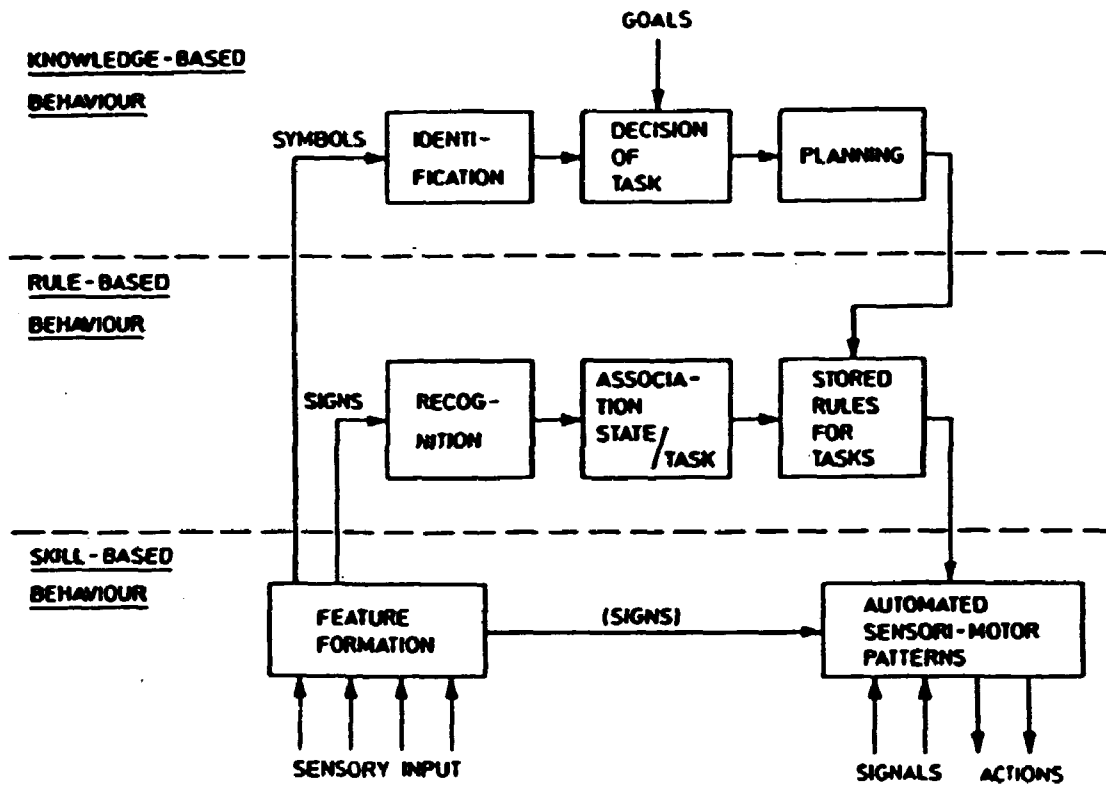 GOALS
KNOWLEDGE-BASED
BEHAVIOUR
SYMBOLS
IDENTI-
FICATION
DECISION
OF
TASK
PLANNING
RULE-BASED
BEHAVIOUR
SIGNS
RECOG-
NITION
ASSOCIA-
TION
STATE/
TASK
STORED
RULES
FOR
TASKS
SKILL-BASED
BEHAVIOUR
FEATURE
FORMATION
(SIGNS)
AUTOMATED
SENSORI-MOTOR
PATTERNS
SENSORY INPUT
SIGNALS
ACTIONS